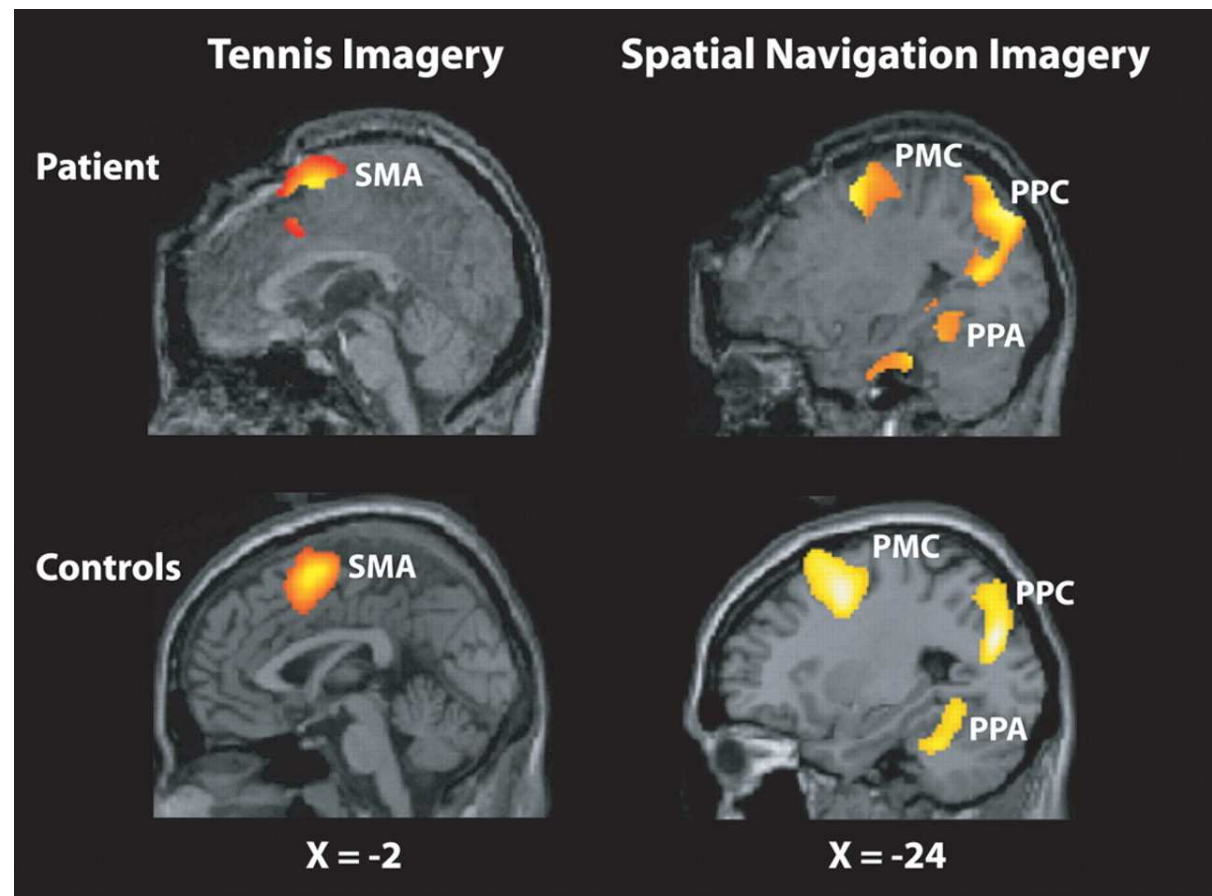 Tennis Imagery
Spatial Navigation Imagery
Patient
SMA
PMC
PPC
PPA
Controls
SMA
PMC
PPC
PPA
X = -2
X = -24